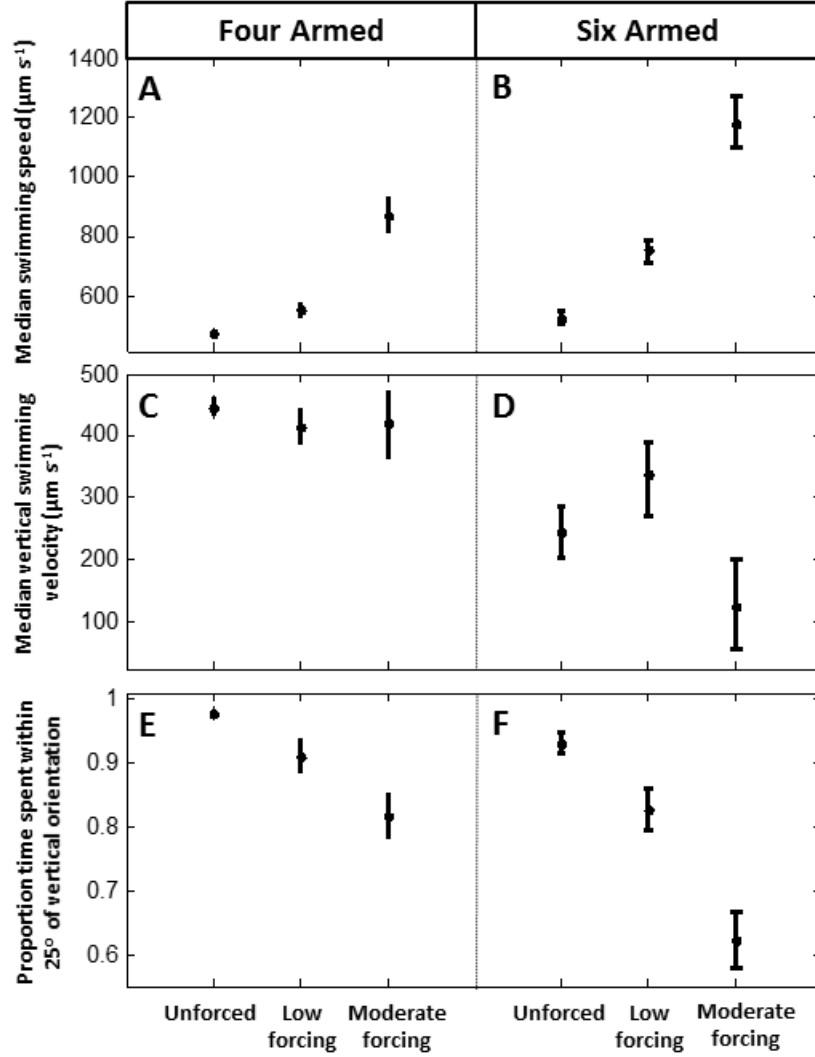 Four Armed
Six Armed
Median swimming speed (µm s⁻¹)
1400
1200
1000
800
600
A
B
Median vertical swimming
velocity (µm s⁻¹)
500
400
300
200
100
C
D
Proportion time spent within
25° of vertical orientation
1
0.9
0.8
0.7
0.6
E
F
Unforced
Low
forcing
Moderate
forcing
Unforced
Low
forcing
Moderate
forcing